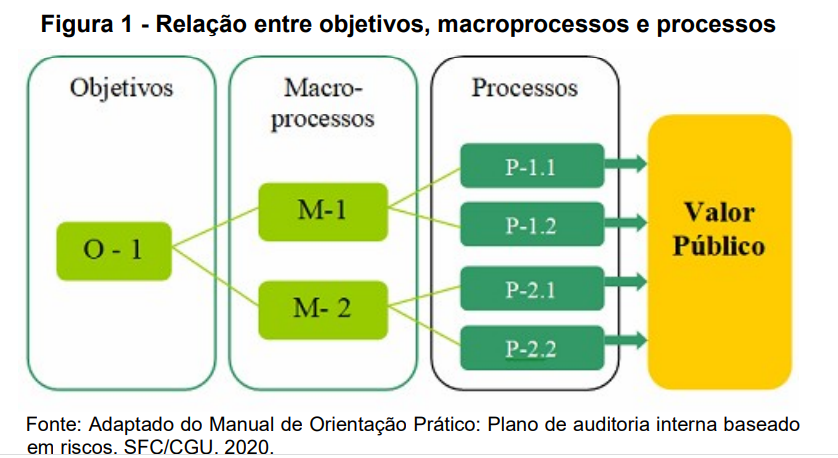 Figura 1 - Relação entre objetivos, macroprocessos e processos
Objetivos
Macro-
processos
Processos
O - 1
M-1
M- 2
P-1.1
P-1.2
P-2.1
P-2.2
Valor
Público
Fonte: Adaptado do Manual de Orientação Prático: Plano de auditoria interna baseado
em riscos. SFC/CGU. 2020.